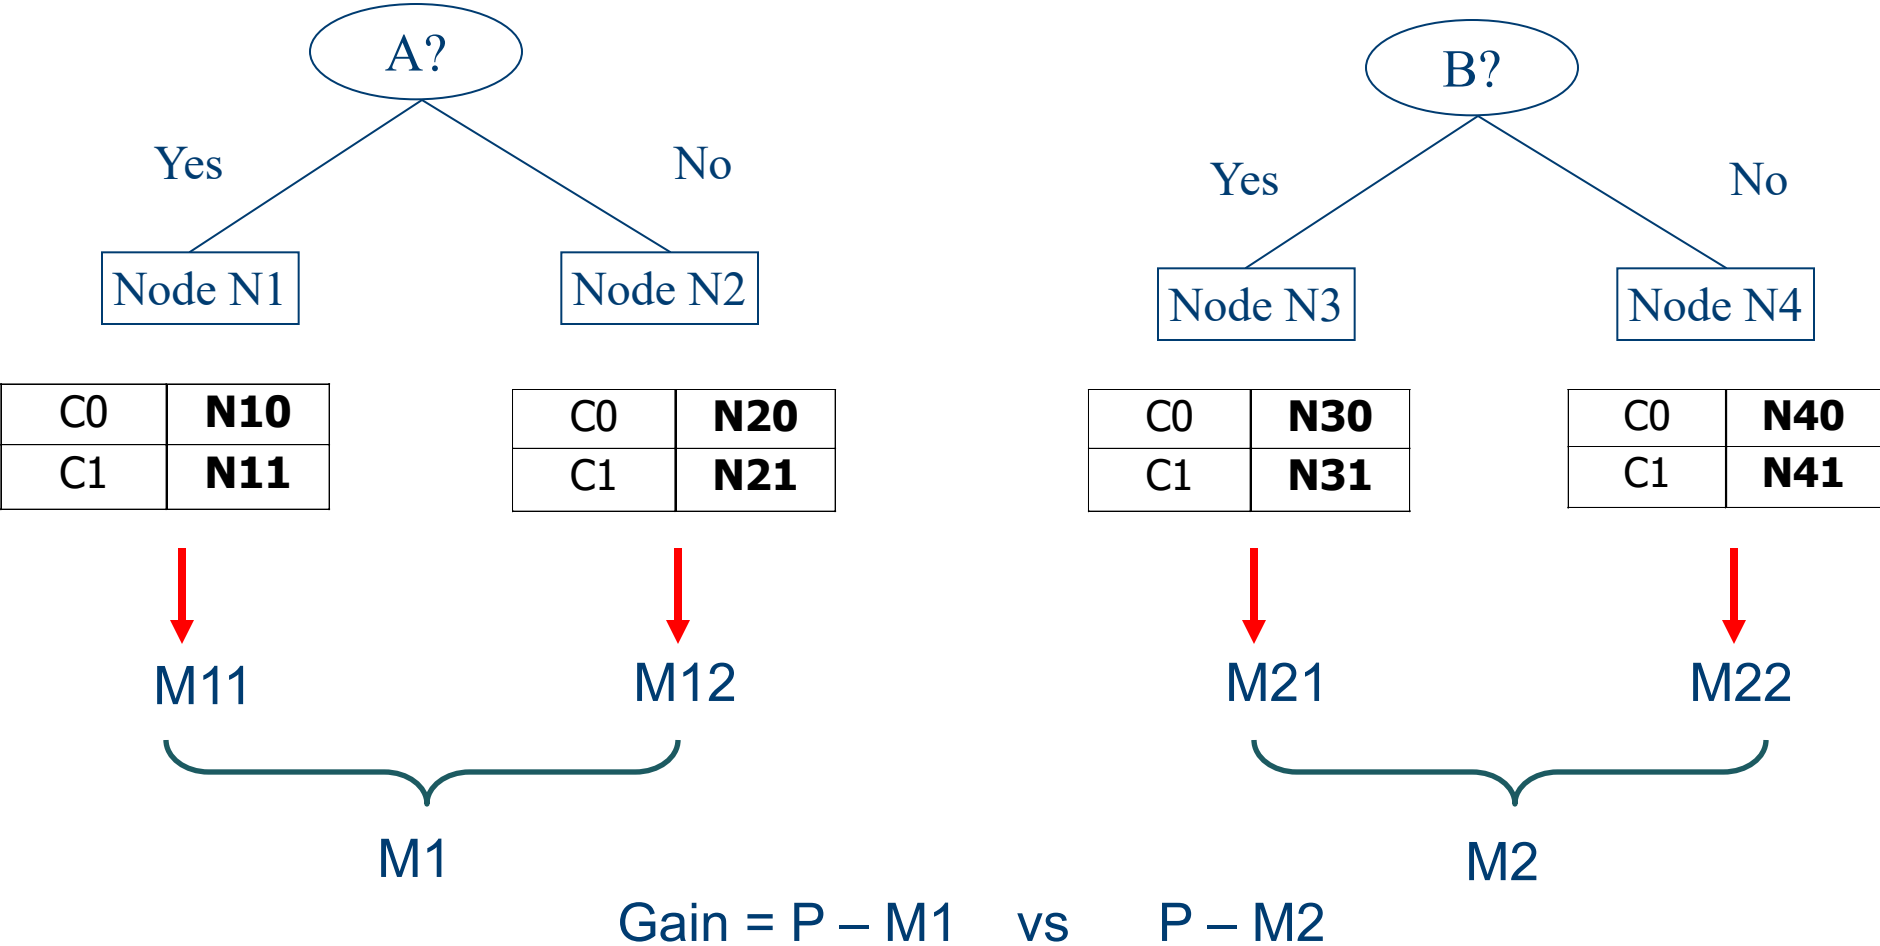 A?
B?
Yes
No
Yes
No
Node N1
Node N2
Node N3
Node N4
C0 N10
C1 N11
C0 N20
C1 N21
C0 N30
C1 N31
C0 N40
C1 N41
M11
M12
M21
M22
M1
M2
Gain = P – M1 vs P – M2